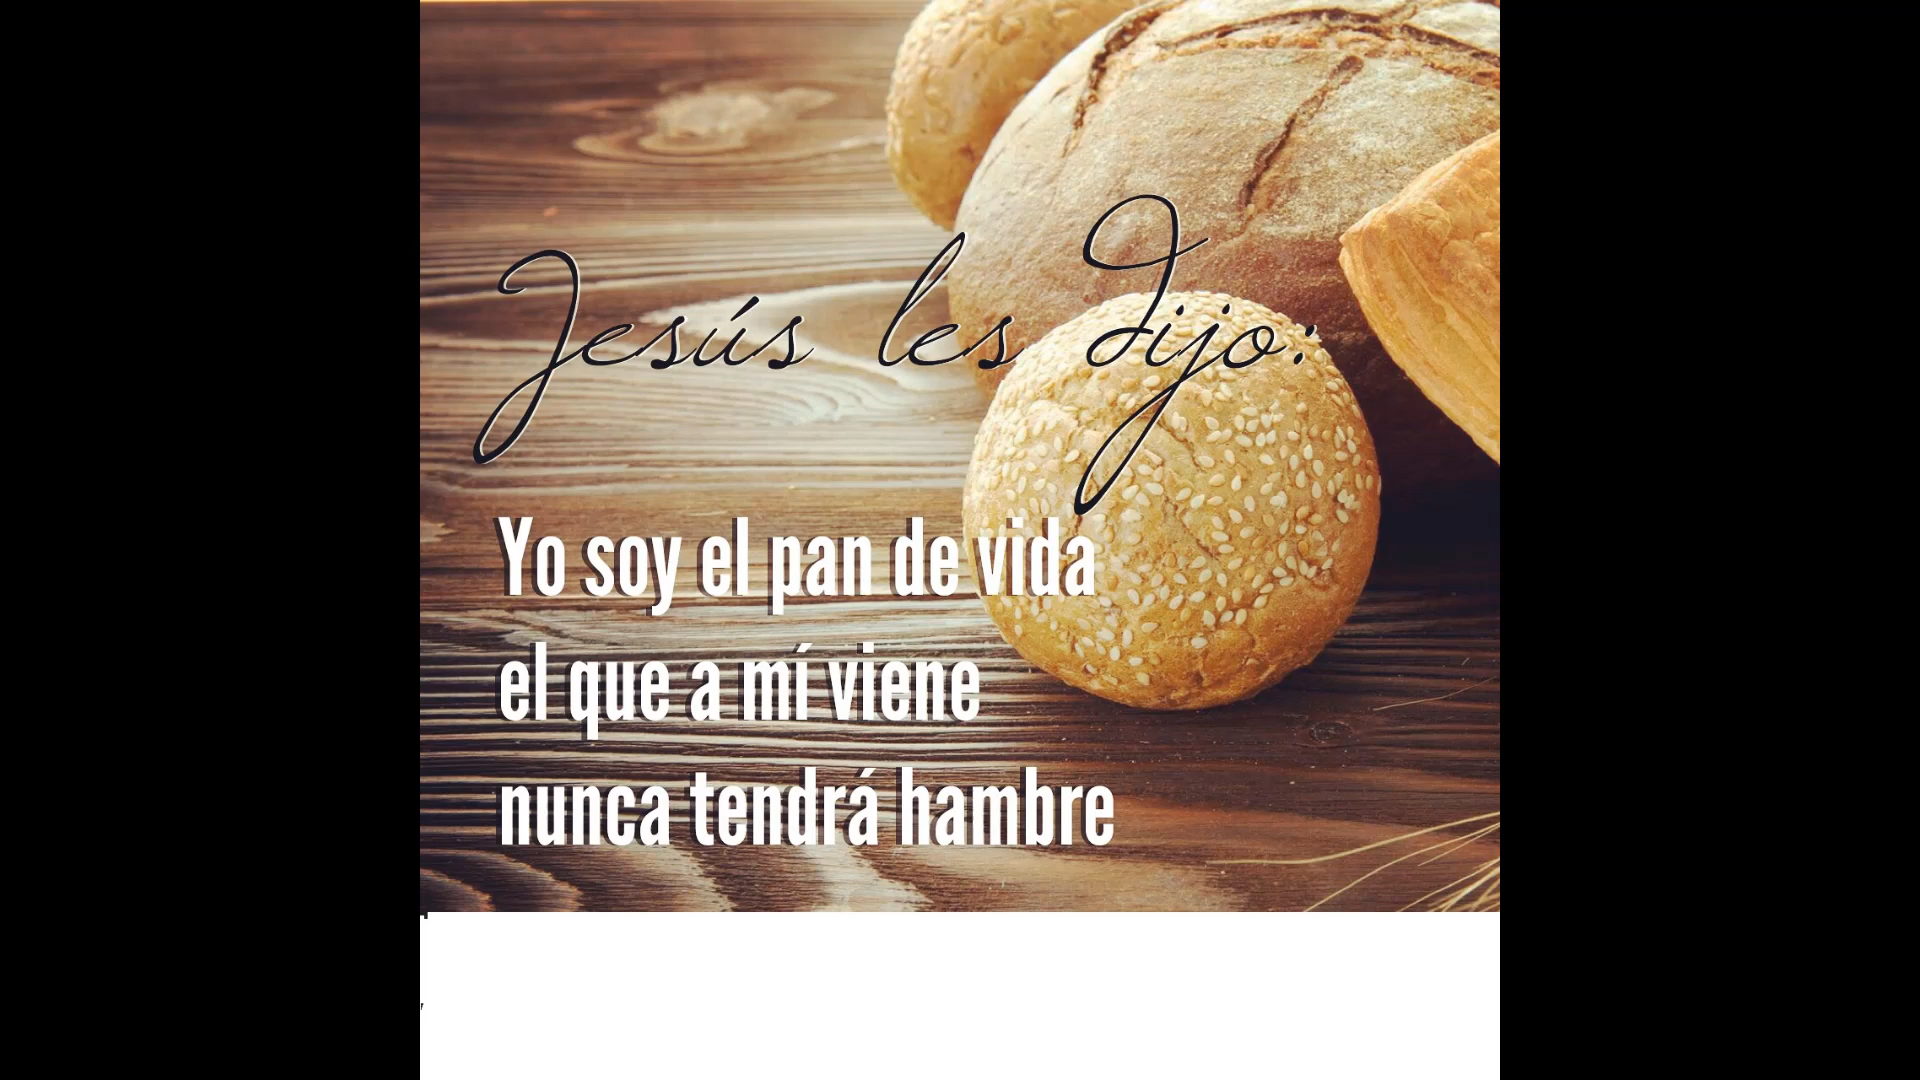 Jesús les Dijo:
Yo soy el pan de vida
el que a mí viene
nunca tendrá hambre